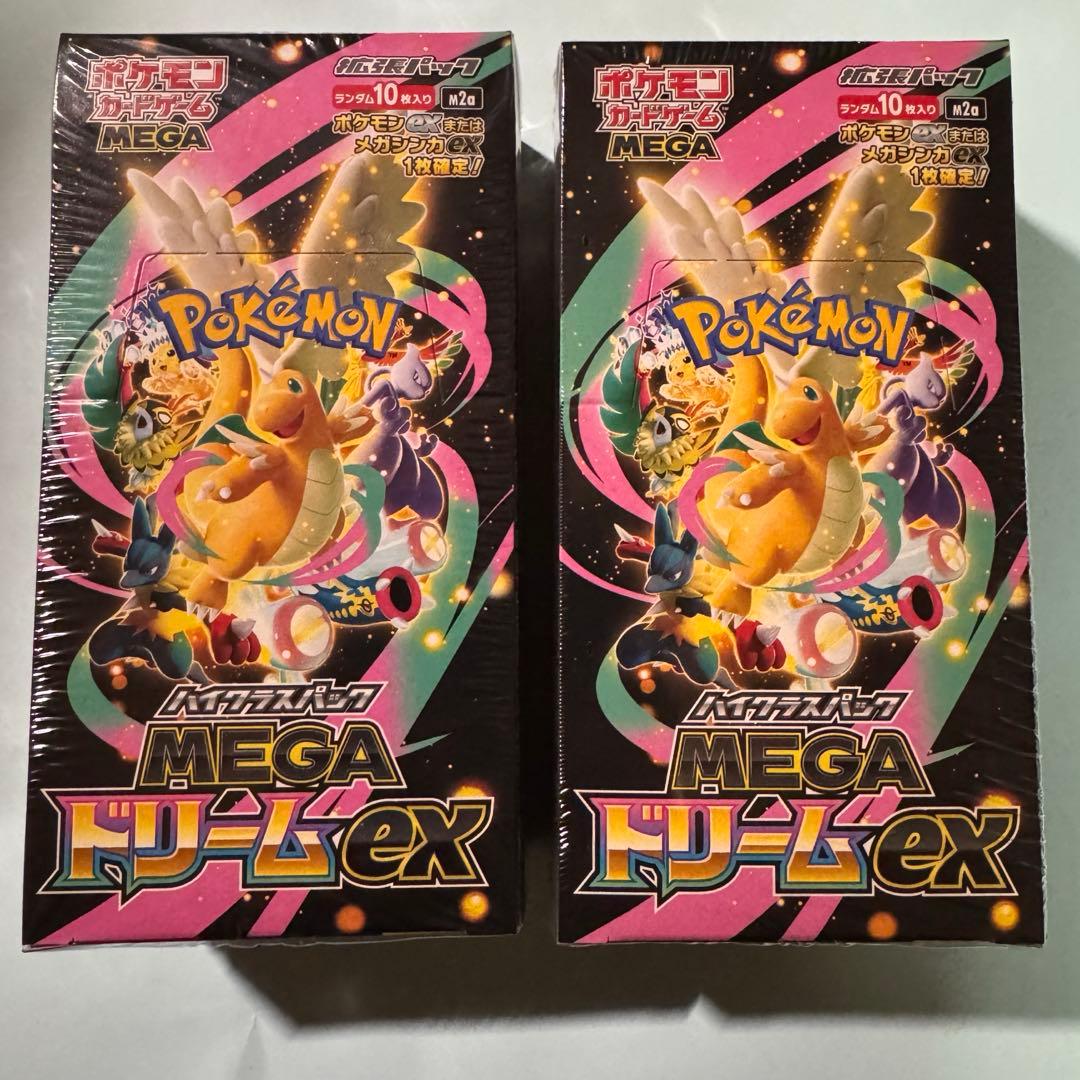 ポケモン
カードゲーム
MEGA
拡張パック
ランダム10枚入り M2a
ポケモンexまたは
メガシンカex
1枚確定!
POKéMON
TM
ハイクラスパック
MEGA
ドリームex
ポケモン
カードゲーム
MEGA
拡張パック
ランダム10枚入り M2a
ポケモンexまたは
メガシンカex
1枚確定!
POKéMON
TM
ハイクラスパック
MEGA
ドリームex